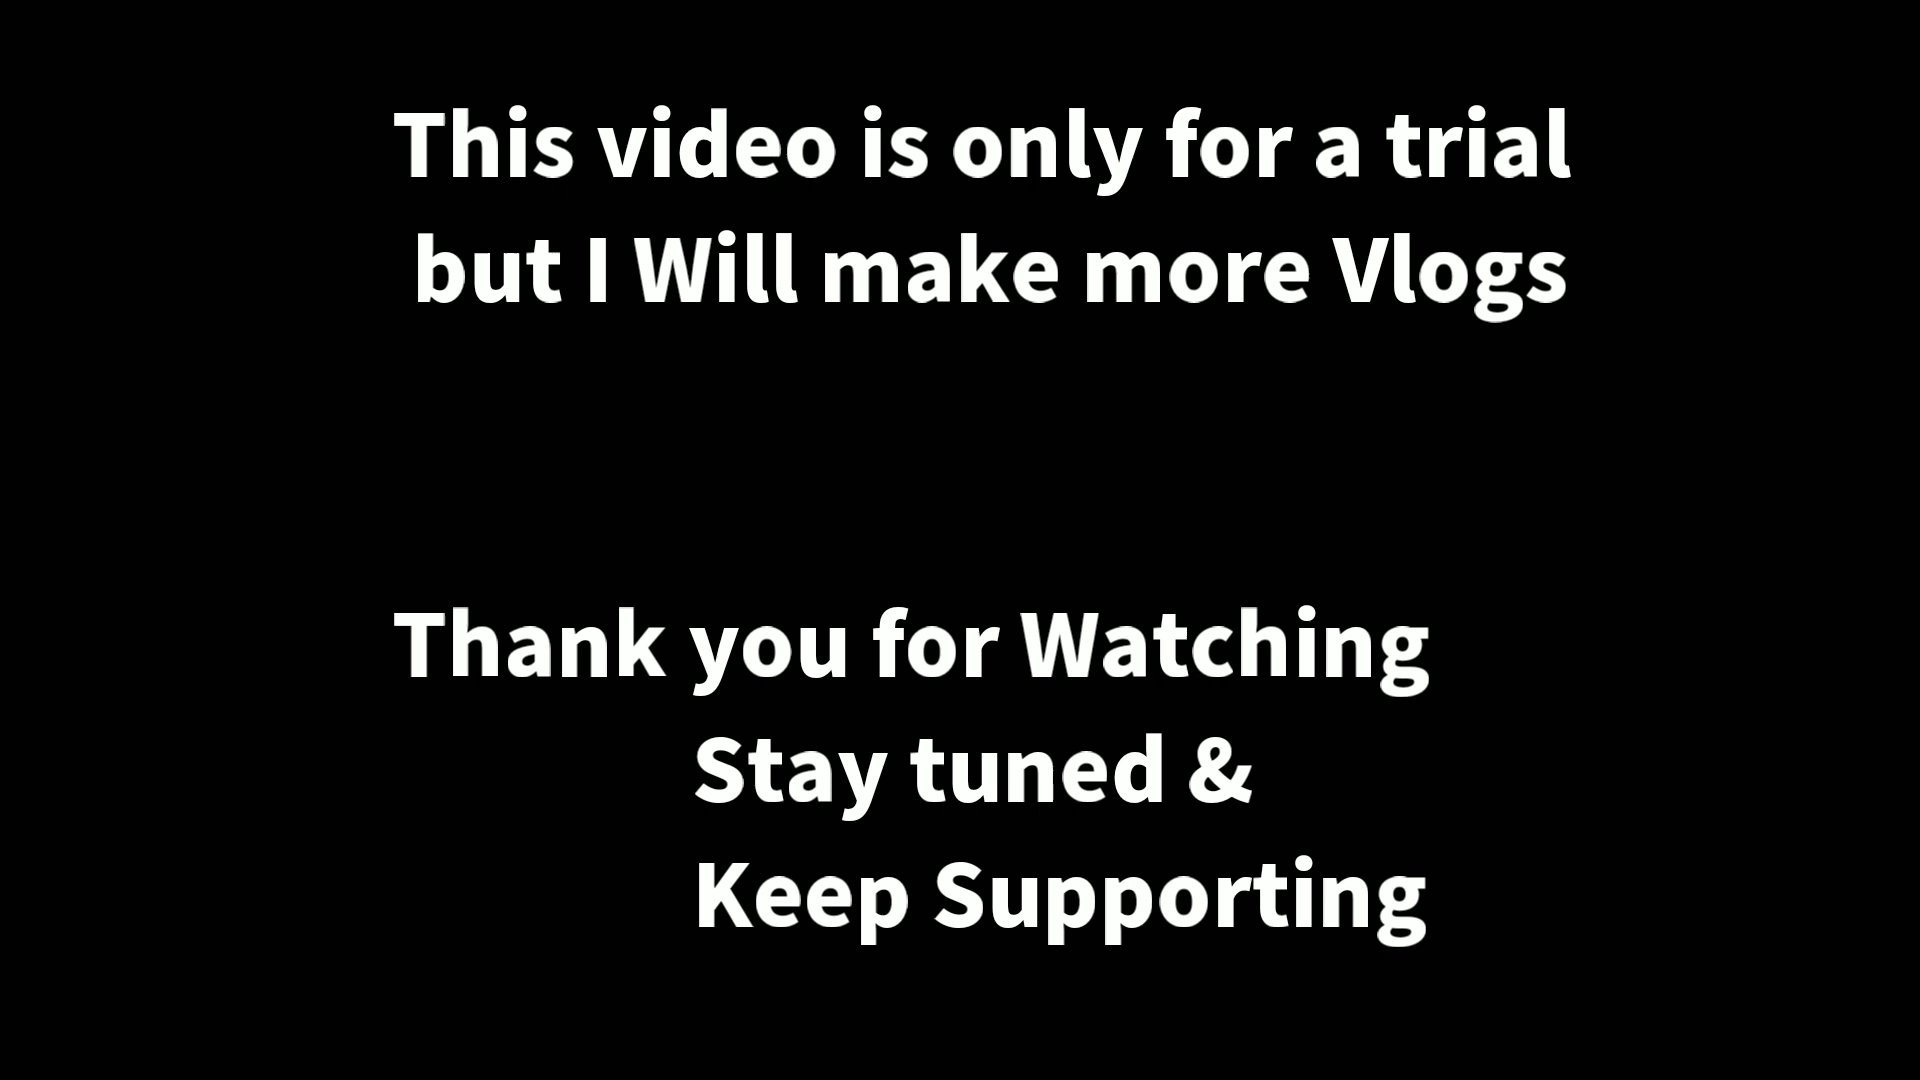 This video is only for a trial
but I Will make more Vlogs
Thank you for Watching
Stay tuned &
Keep Supporting